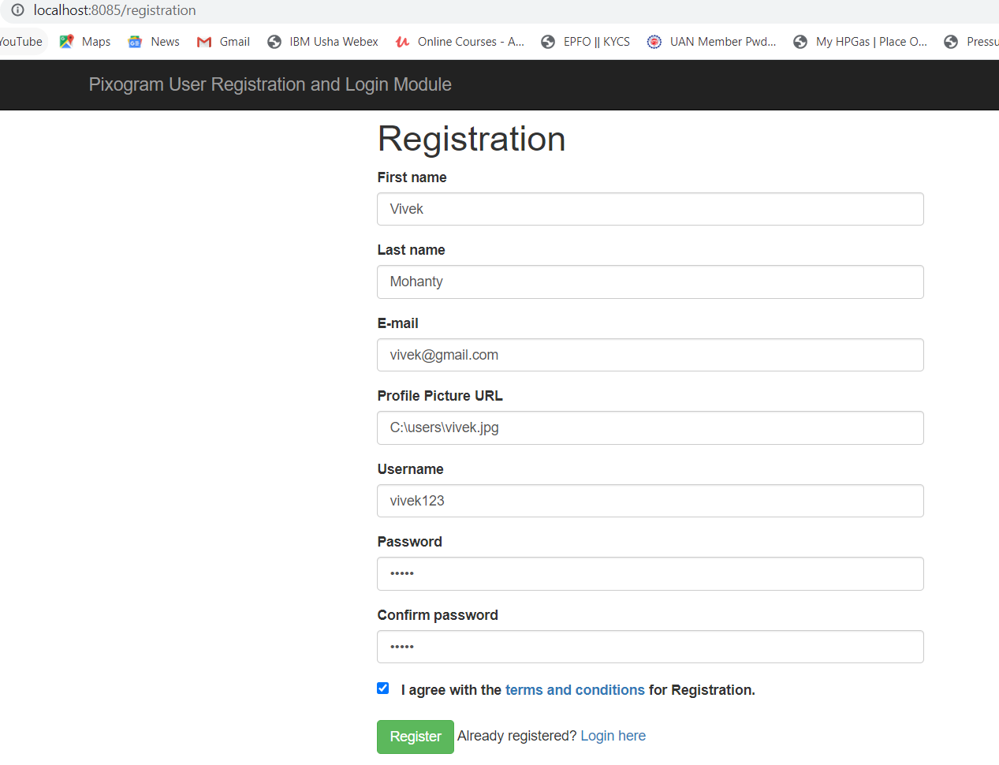 localhost:8085/registration
YouTube Maps News Gmail IBM Usha Webex Online Courses - A... EPFO || KYCS UAN Member Pwd... My HPGas | Place O... Pressu
Pixogram User Registration and Login Module
Registration
First name
Vivek
Last name
Mohanty
E-mail
vivek@gmail.com
Profile Picture URL
C:\users\vivek.jpg
Username
vivek123
Password
•••••
Confirm password
•••••
I agree with the terms and conditions for Registration.
Register Already registered? Login here